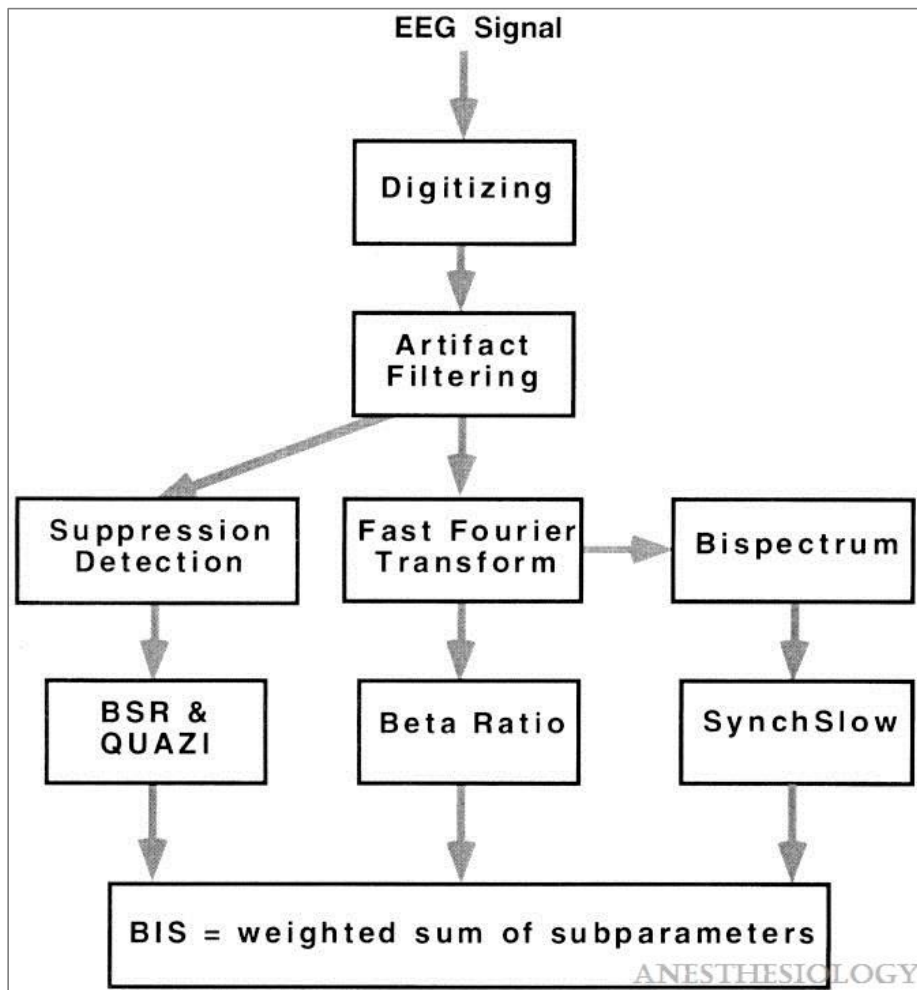 EEG Signal
Digitizing
Artifact
Filtering
Suppression
Detection
Fast Fourier
Transform
Bispectrum
BSR &
QUAZI
Beta Ratio
SynchSlow
BIS = weighted sum of subparameters
ANESTHESIOLOGY